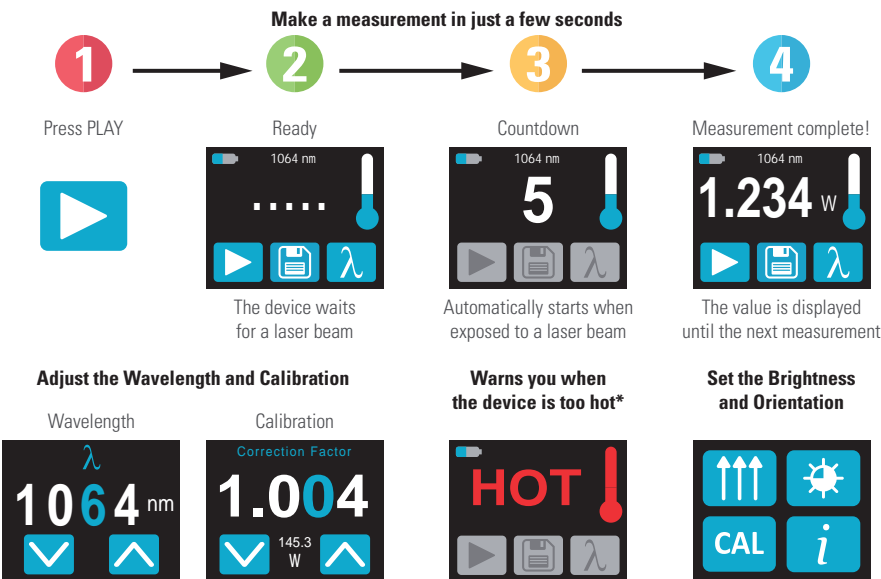 Make a measurement in just a few seconds
1
2
3
4
Press PLAY
Ready
Countdown
Measurement complete!
1064 nm
.....
1064 nm
5
1064 nm
1.234 W
λ
λ
λ
The device waits
for a laser beam
Automatically starts when
exposed to a laser beam
The value is displayed
until the next measurement
Adjust the Wavelength and Calibration
Wavelength
λ
1064 nm
Calibration
Correction Factor
1.004
145.3
W
Warns you when
the device is too hot*
HOT
λ
Set the Brightness
and Orientation
CAL
i